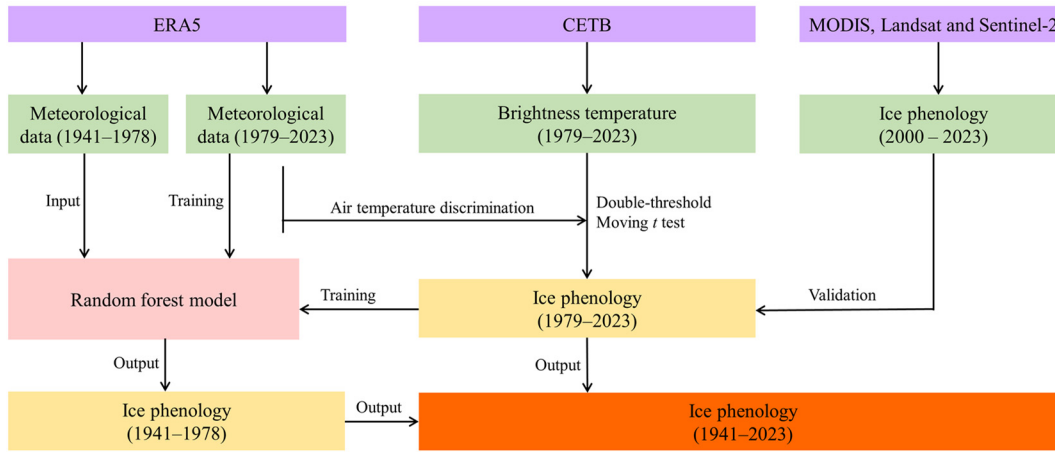 ERA5
CETB
MODIS, Landsat and Sentinel-2
Meteorological
data (1941–1978)
Meteorological
data (1979–2023)
Brightness temperature
(1979–2023)
Ice phenology
(2000 – 2023)
Input
Training
Air temperature discrimination
Double-threshold
Moving t test
Random forest model
Training
Ice phenology
(1979–2023)
Validation
Output
Output
Ice phenology
(1941–1978)
Output
Ice phenology
(1941–2023)